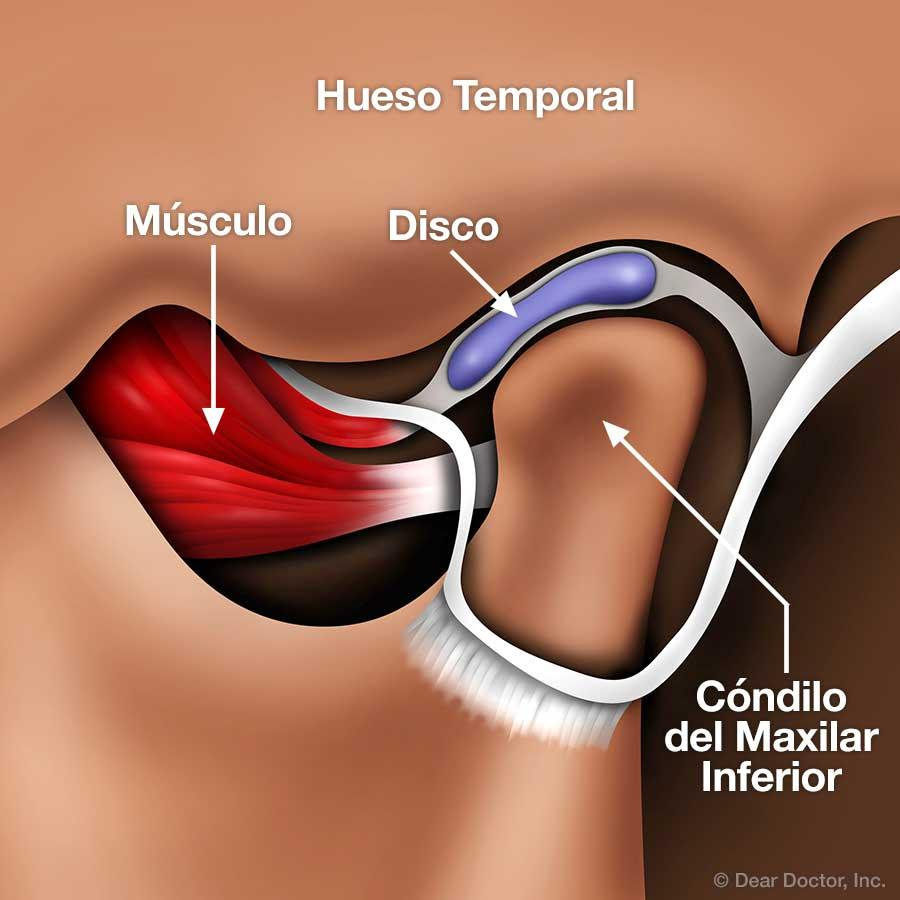 Hueso Temporal
Músculo
Disco
Cóndilo
del Maxilar
Inferior
© Dear Doctor, Inc.